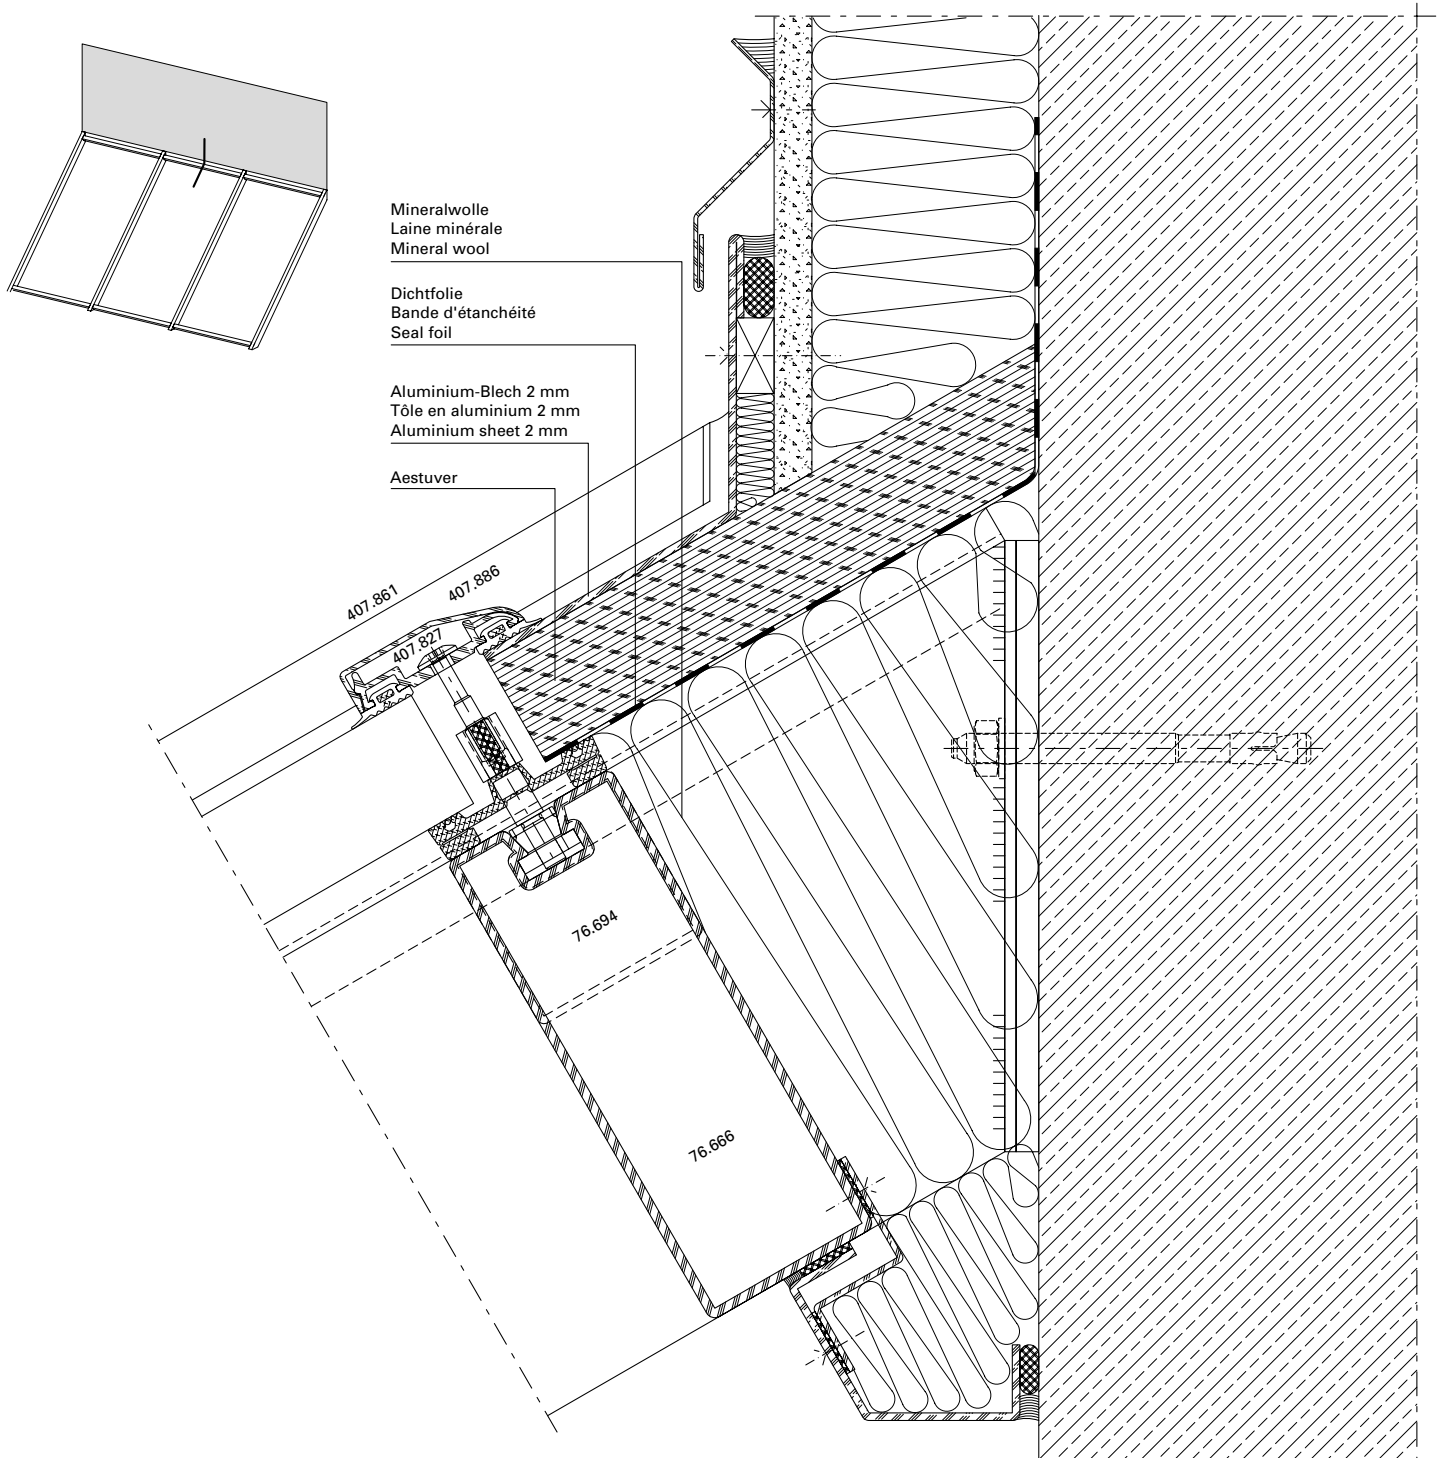 Mineralwolle
Laine minérale
Mineral wool
Dichtfolie
Bande d'étanchéité
Seal foil
Aluminium-Blech 2 mm
Tôle en aluminium 2 mm
Aluminium sheet 2 mm
Aestuver
407.861
407.886
407.827
76.694
76.666